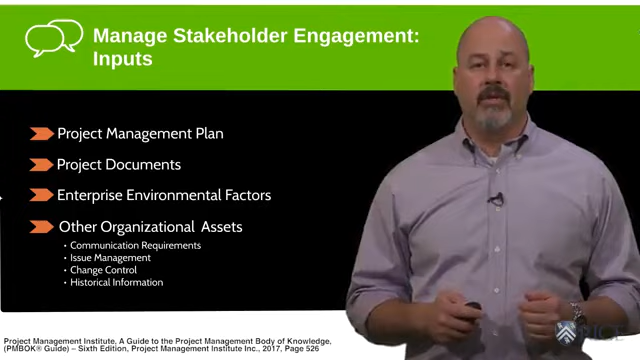 Manage Stakeholder Engagement:
Inputs
Project Management Plan
Project Documents
Enterprise Environmental Factors
Other Organizational Assets
• Communication Requirements
• Issue Management
• Change Control
• Historical Information
Project Management Institute, A Guide to the Project Management Body of Knowledge,
(PMBOK® Guide) – Sixth Edition, Project Management Institute Inc., 2017, Page 526
RICE